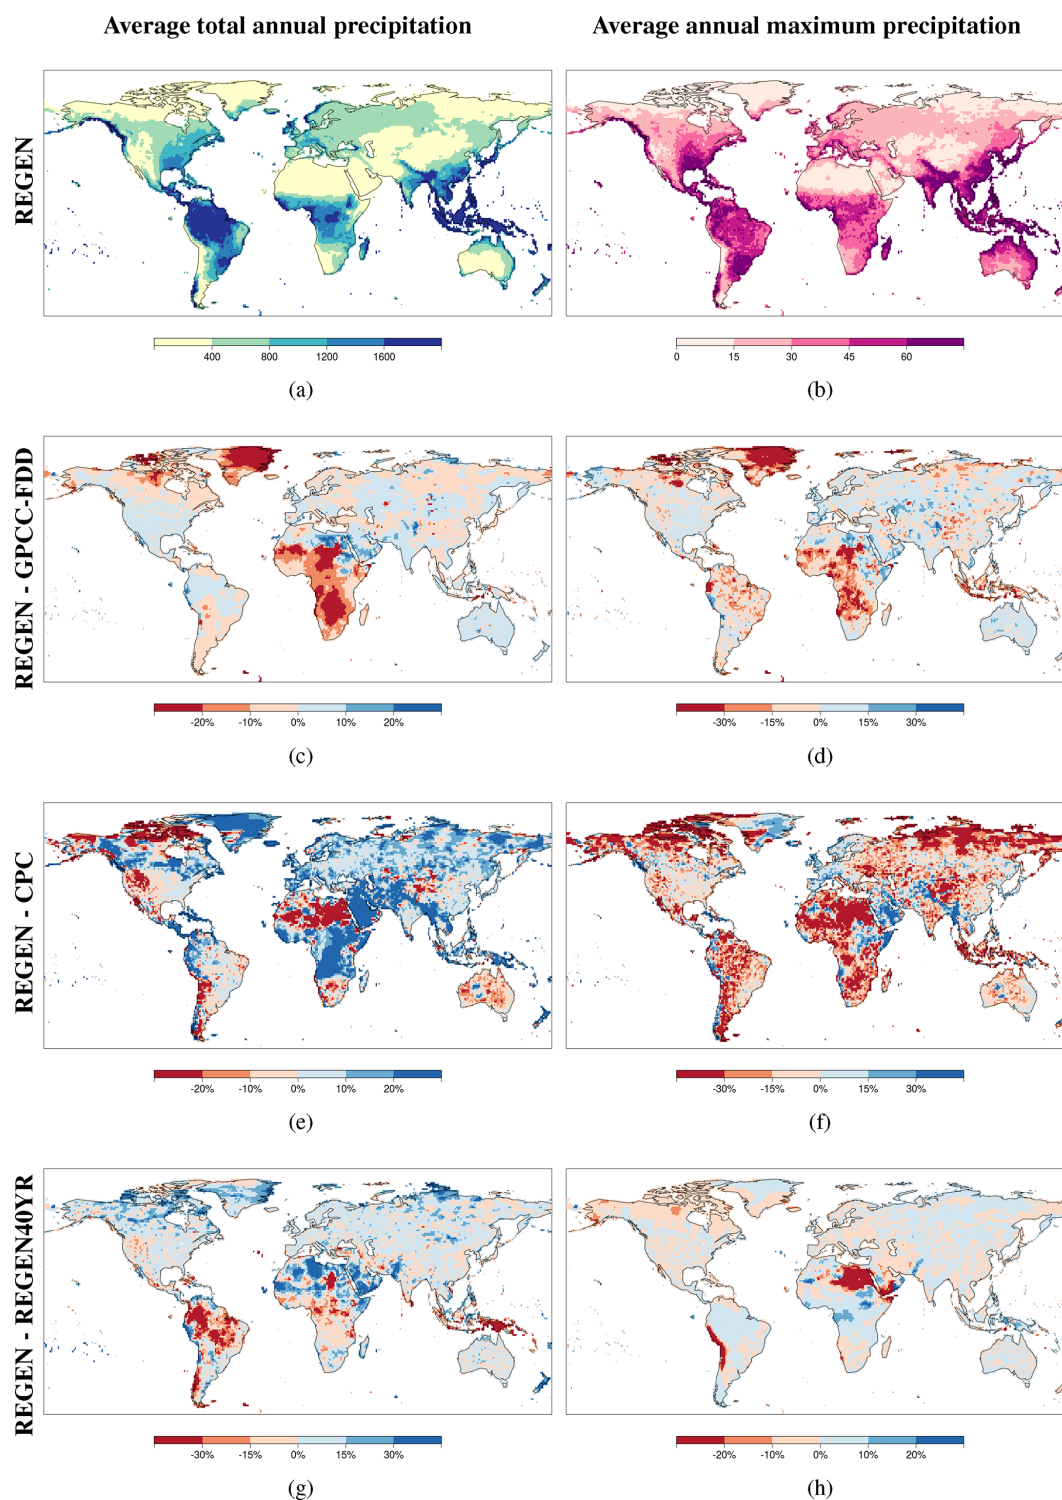 Average total annual precipitation
Average annual maximum precipitation
REGEN
400 800 1200 1600
0 15 30 45 60
(a)
(b)
REGEN - GPCC-FDD
-20% -10% 0% 10% 20%
-30% -15% 0% 15% 30%
(c)
(d)
REGEN - CPC
-20% -10% 0% 10% 20%
-30% -15% 0% 15% 30%
(e)
(f)
REGEN - REGEN40YR
-30% -15% 0% 15% 30%
-20% -10% 0% 10% 20%
(g)
(h)